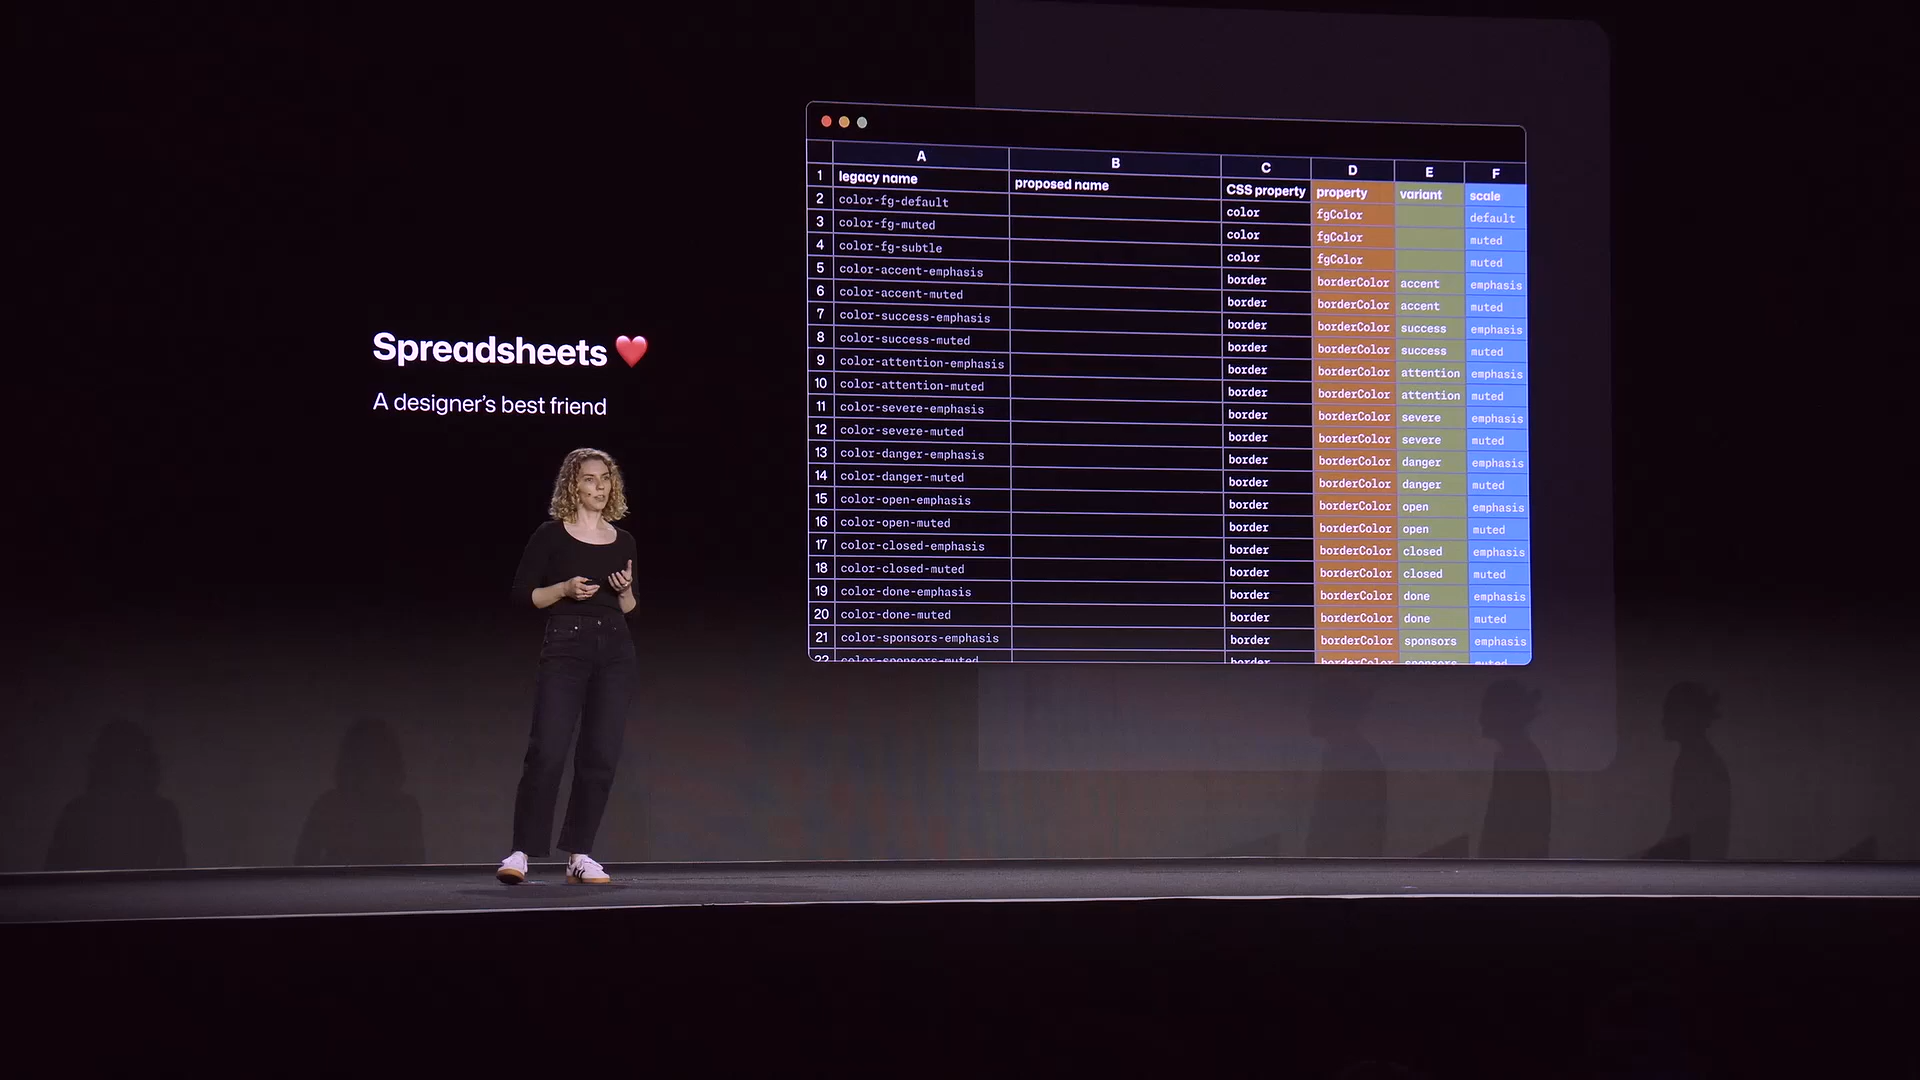 Spreadsheets ❤️
A designer's best friend
A B C D E F
1 legacy name proposed name CSS property property variant scale
2 color-fg-default color fgColor default
3 color-fg-muted color fgColor muted
4 color-fg-subtle color fgColor muted
5 color-accent-emphasis border borderColor accent emphasis
6 color-accent-muted border borderColor accent muted
7 color-success-emphasis border borderColor success emphasis
8 color-success-muted border borderColor success muted
9 color-attention-emphasis border borderColor attention emphasis
10 color-attention-muted border borderColor attention muted
11 color-severe-emphasis border borderColor severe emphasis
12 color-severe-muted border borderColor severe muted
13 color-danger-emphasis border borderColor danger emphasis
14 color-danger-muted border borderColor danger muted
15 color-open-emphasis border borderColor open emphasis
16 color-open-muted border borderColor open muted
17 color-closed-emphasis border borderColor closed emphasis
18 color-closed-muted border borderColor closed muted
19 color-done-emphasis border borderColor done emphasis
20 color-done-muted border borderColor done muted
21 color-sponsors-emphasis border borderColor sponsors emphasis
22 color-sponsors-muted border borderColor sponsors muted